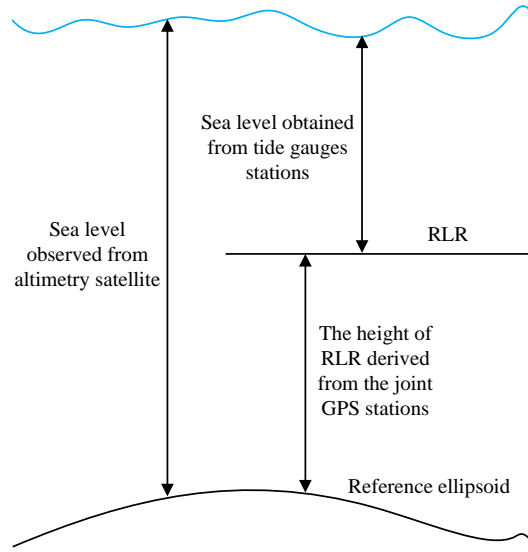 Sea level obtained
from tide gauges
stations
Sea level
observed from
altimetry satellite
RLR
The height of
RLR derived
from the joint
GPS stations
Reference ellipsoid